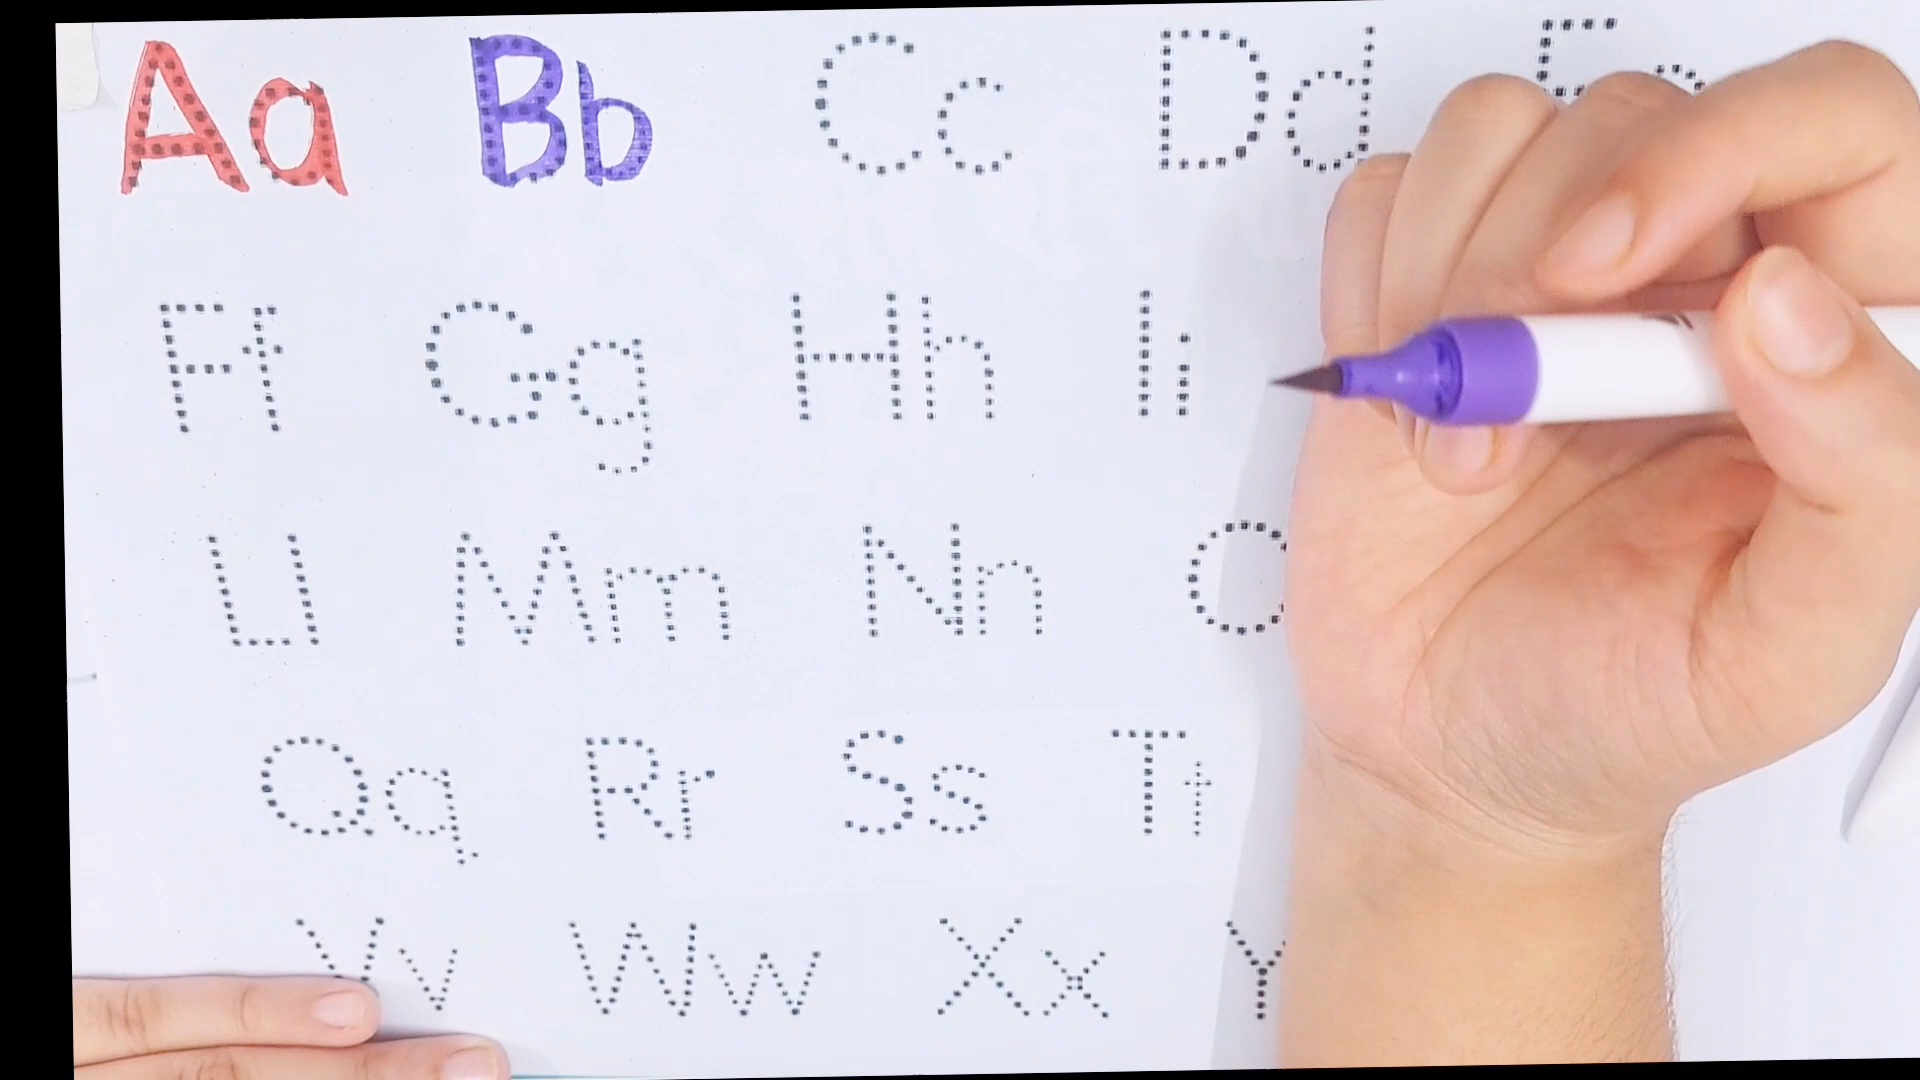 Aa Bb Cc Dd
Ff Gg Hh Ii
Ll Mm Nn
Qq Rr Ss Tt
Vv Ww Xx Y